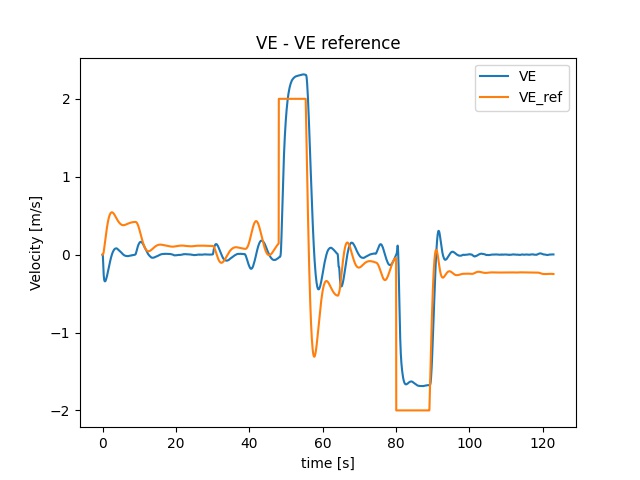 VE - VE reference
VE
VE_ref
Velocity [m/s]
2
1
0
−1
−2
0 20 40 60 80 100 120
time [s]